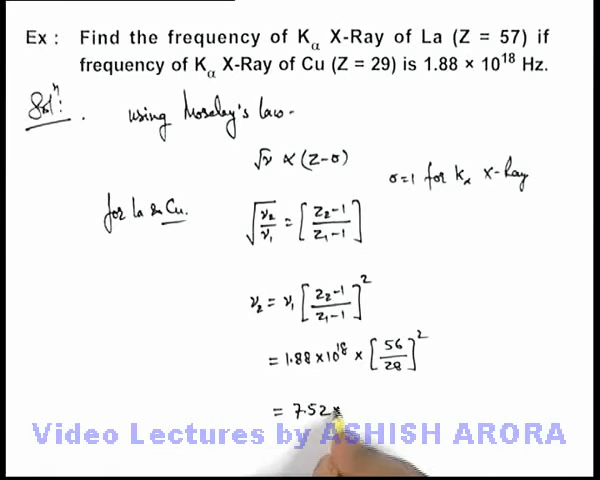 Ex : Find the frequency of Kα X-Ray of La (Z = 57) if
frequency of Kα X-Ray of Cu (Z = 29) is 1.88 × 10¹⁸ Hz.
Solⁿ: using Moseley's law-
√ν ∝ (Z-σ)
σ=1 for Kα X-Ray
for La & Cu. √(ν₂/ν₁) = [(Z₂-1)/(Z₁-1)]
ν₂ = ν₁ [(Z₂-1)/(Z₁-1)]²
= 1.88 × 10¹⁸ × [56/28]²
= 7.52×
Video Lectures by ASHISH ARORA